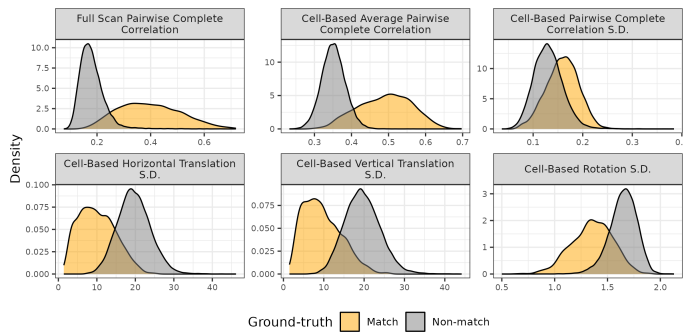 Full Scan Pairwise Complete
Correlation
Cell-Based Average Pairwise
Complete Correlation
Cell-Based Pairwise Complete
Correlation S.D.
10.0
7.5
5.0
2.5
0.0
0.2 0.4 0.6
10
5
0
0.3 0.4 0.5 0.6 0.7
10
5
0
0.1 0.2 0.3
Density
Cell-Based Horizontal Translation
S.D.
Cell-Based Vertical Translation
S.D.
Cell-Based Rotation S.D.
0.100
0.075
0.050
0.025
0.000
10 20 30 40
0.075
0.050
0.025
0.000
10 20 30 40
3
2
1
0
0.5 1.0 1.5 2.0
Ground-truth Match Non-match